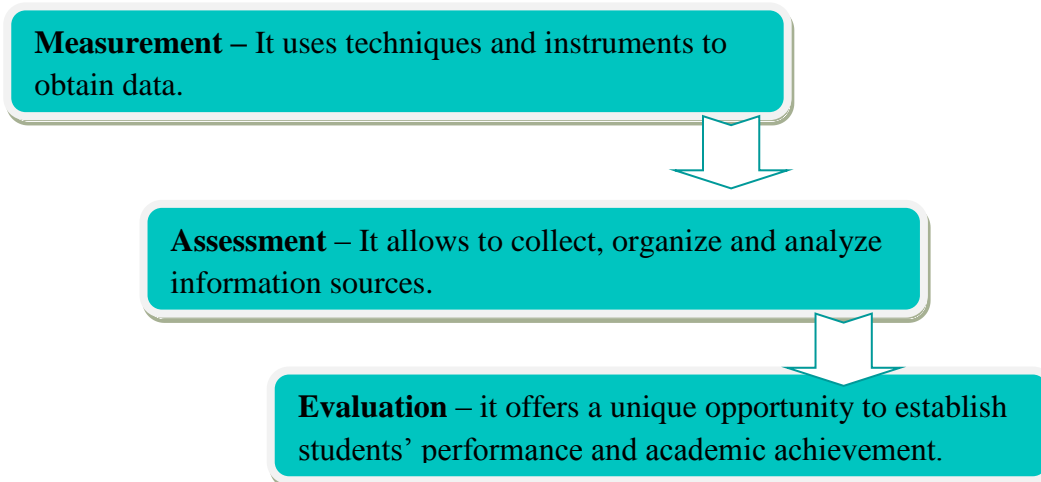 Measurement – It uses techniques and instruments to
obtain data.
Assessment – It allows to collect, organize and analyze
information sources.
Evaluation – it offers a unique opportunity to establish
students’ performance and academic achievement.